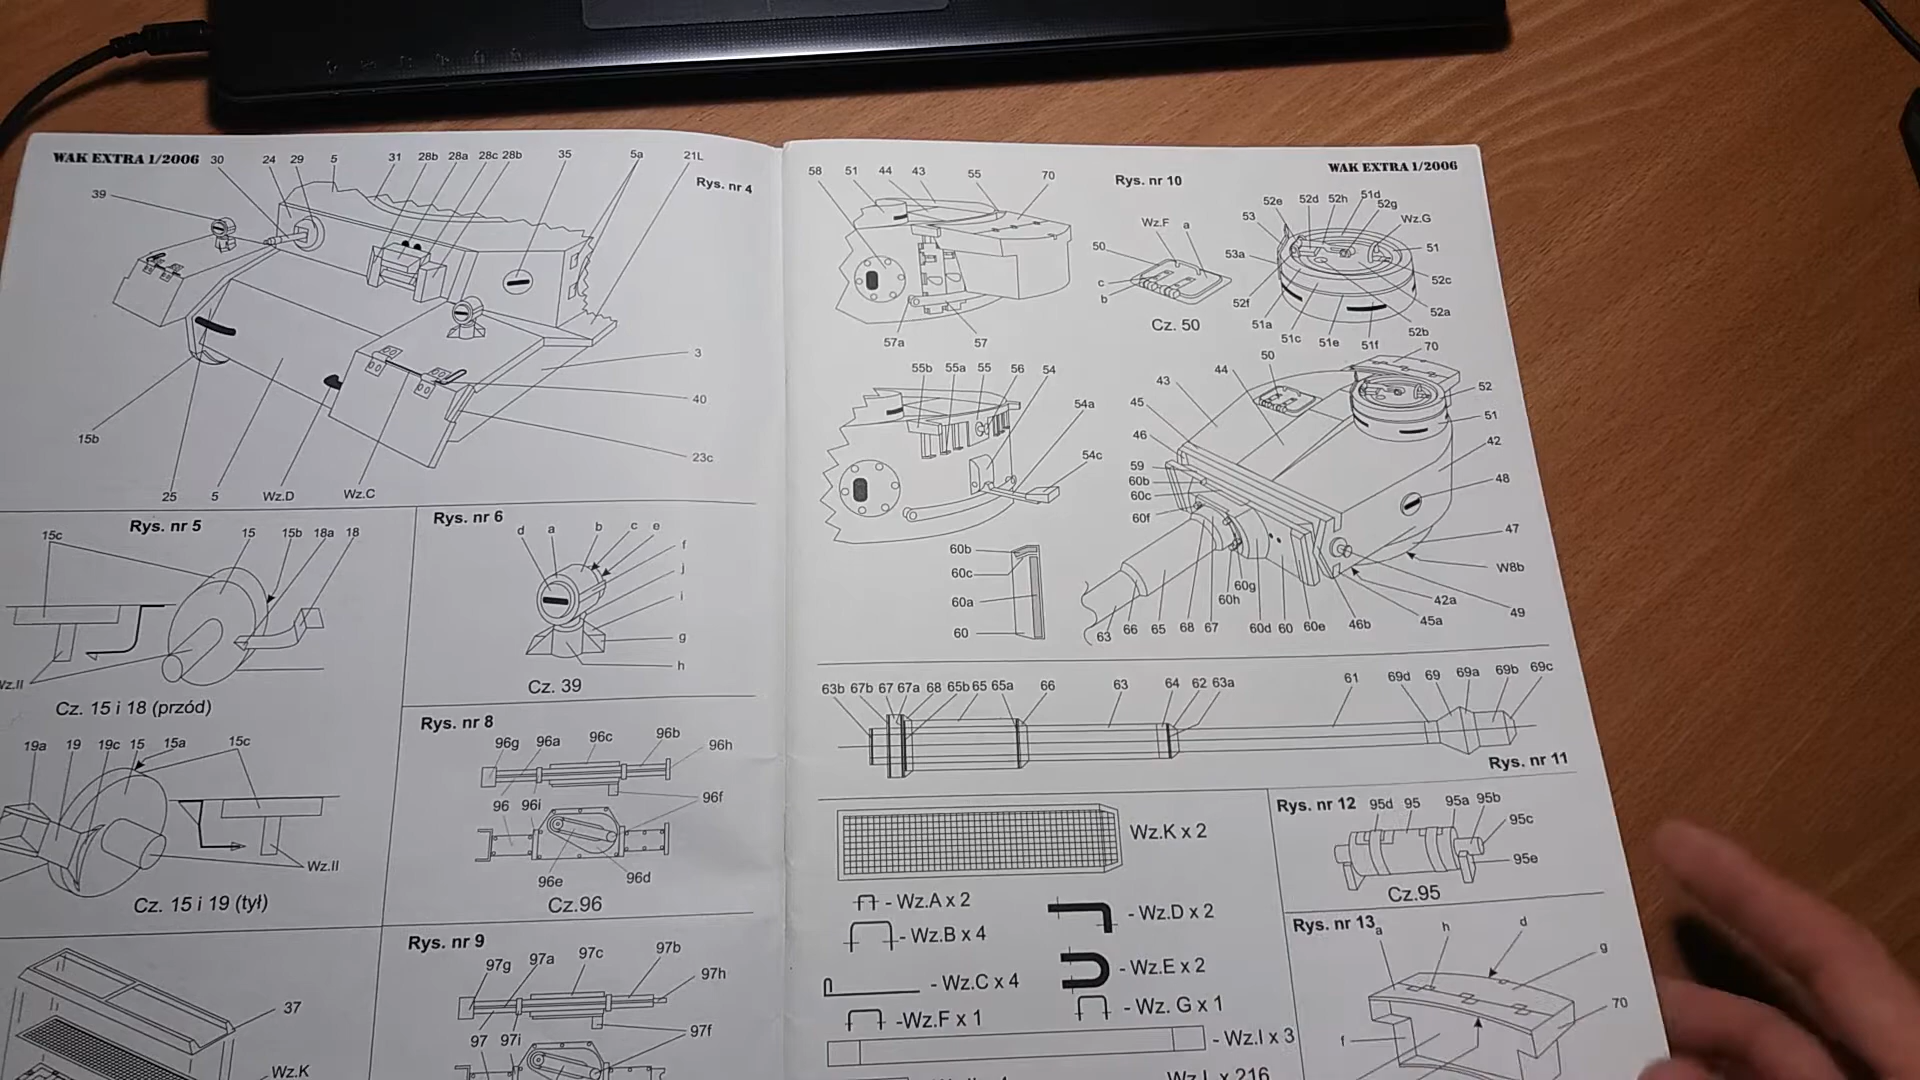 WAK EXTRA 1/2006
30 24 29 5 31 28b 28a 28c 28b 35 5a 21L
Rys. nr 4
39
3
40
15b
23c
25 5 Wz.D Wz.C
Rys. nr 5
15c 15 15b 18a 18
Wz.II
Cz. 15 i 18 (przód)
19a 19 19c 15 15a 15c
Wz.II
Cz. 15 i 19 (tył)
37
Wz.K
Rys. nr 6
d a b c e
f
j
i
g
h
Cz. 39
Rys. nr 8
96g 96a 96c 96b 96h
96 96i 96f
96e 96d
Cz.96
Rys. nr 9
97g 97a 97c 97b 97h
97 97i 97f
WAK EXTRA 1/2006
58 51 44 43 55 70
Rys. nr 10
57a 57
Wz.F a
50
c
b
Cz. 50
52e 52d 52h 51d 52g
53 Wz.G
53a 51
52c
52f 52a
51a 52b
51c 51e 51f
55b 55a 55 56 54
54a
54c
60b
60c
60a
60
70
50
43 44 52
45 51
46 42
59
60b 48
60c
60f 47
W8b
60g
60h 42a 49
63 66 65 68 67 60d 60 60e 46b 45a
63b 67b 67 67a 68 65b 65 65a 66 63 64 62 63a 61 69d 69 69a 69b 69c
Rys. nr 11
Wz.K x 2
- Wz.A x 2
- Wz.B x 4
- Wz.C x 4
-Wz.F x 1
- Wz.D x 2
- Wz.E x 2
- Wz. G x 1
- Wz.I x 3
Wz.L x 216
Rys. nr 12
95d 95 95a 95b
95c
95e
Cz.95
Rys. nr 13
a h d
g
70
f